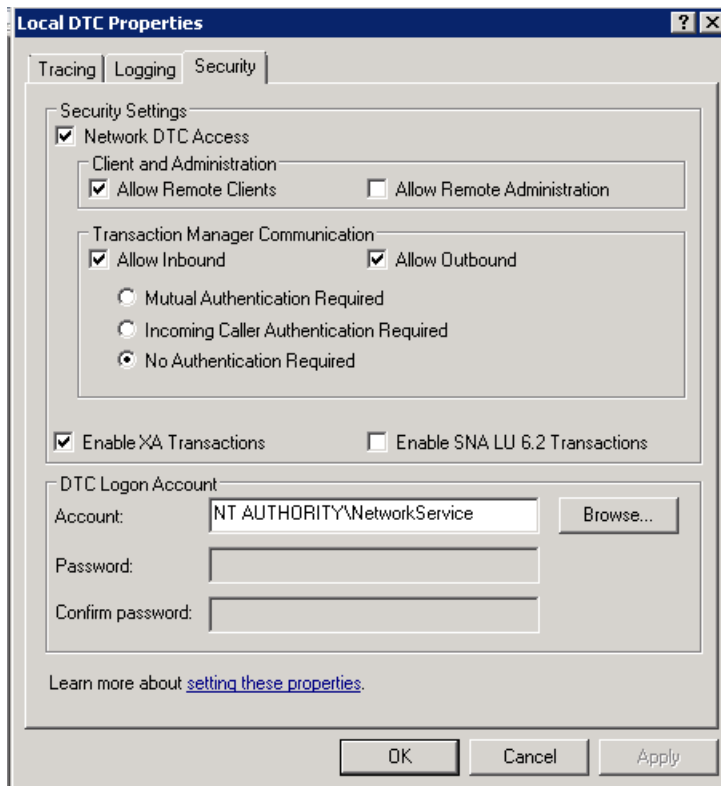 Local DTC Properties
Tracing Logging Security
Security Settings
Network DTC Access
Client and Administration
Allow Remote Clients Allow Remote Administration
Transaction Manager Communication
Allow Inbound Allow Outbound
Mutual Authentication Required
Incoming Caller Authentication Required
No Authentication Required
Enable XA Transactions Enable SNA LU 6.2 Transactions
DTC Logon Account
Account: NT AUTHORITY\NetworkService Browse...
Password:
Confirm password:
Learn more about setting these properties.
OK Cancel Apply